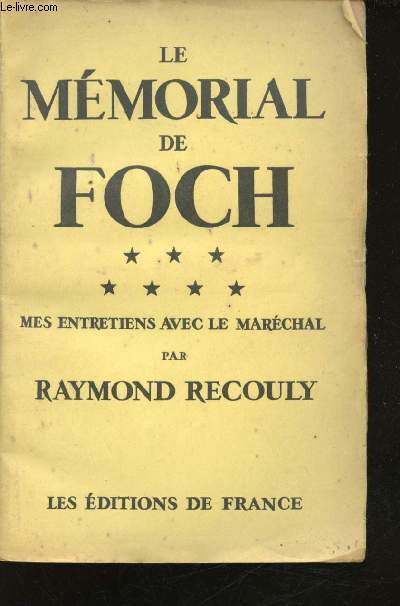 Le-livre.com
LE
MÉMORIAL
DE
FOCH
★ ★ ★
★ ★ ★ ★
MES ENTRETIENS AVEC LE MARÉCHAL
PAR
RAYMOND RECOULY
LES ÉDITIONS DE FRANCE